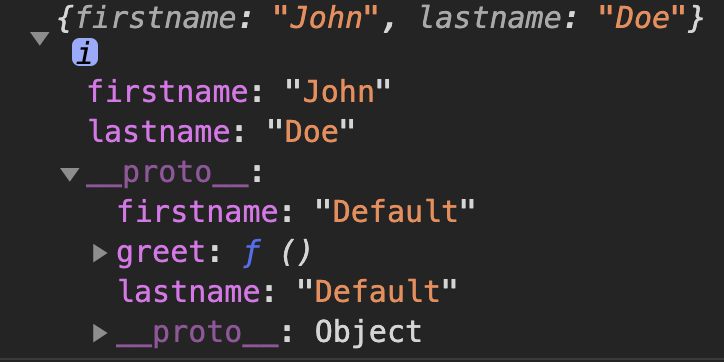 {firstname: "John", lastname: "Doe"}
i
firstname: "John"
lastname: "Doe"
__proto__:
firstname: "Default"
greet: ƒ ()
lastname: "Default"
__proto__: Object